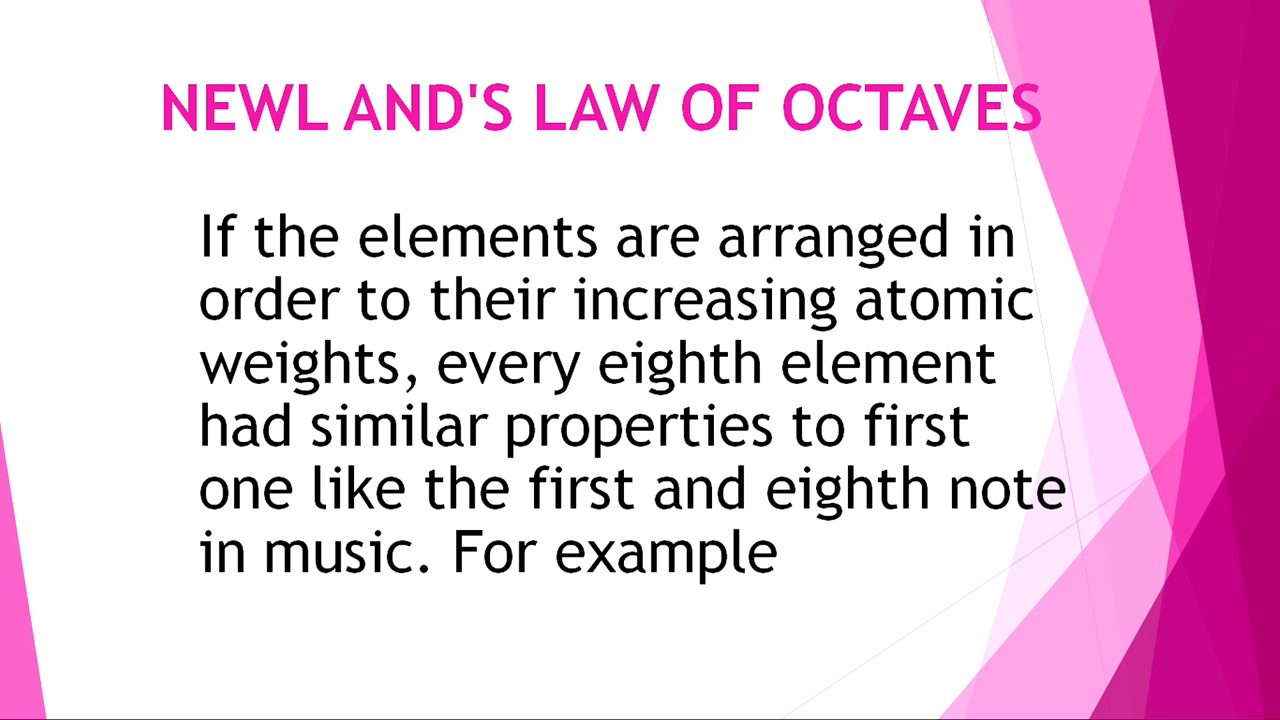 NEWL AND'S LAW OF OCTAVES
If the elements are arranged in
order to their increasing atomic
weights, every eighth element
had similar properties to first
one like the first and eighth note
in music. For example